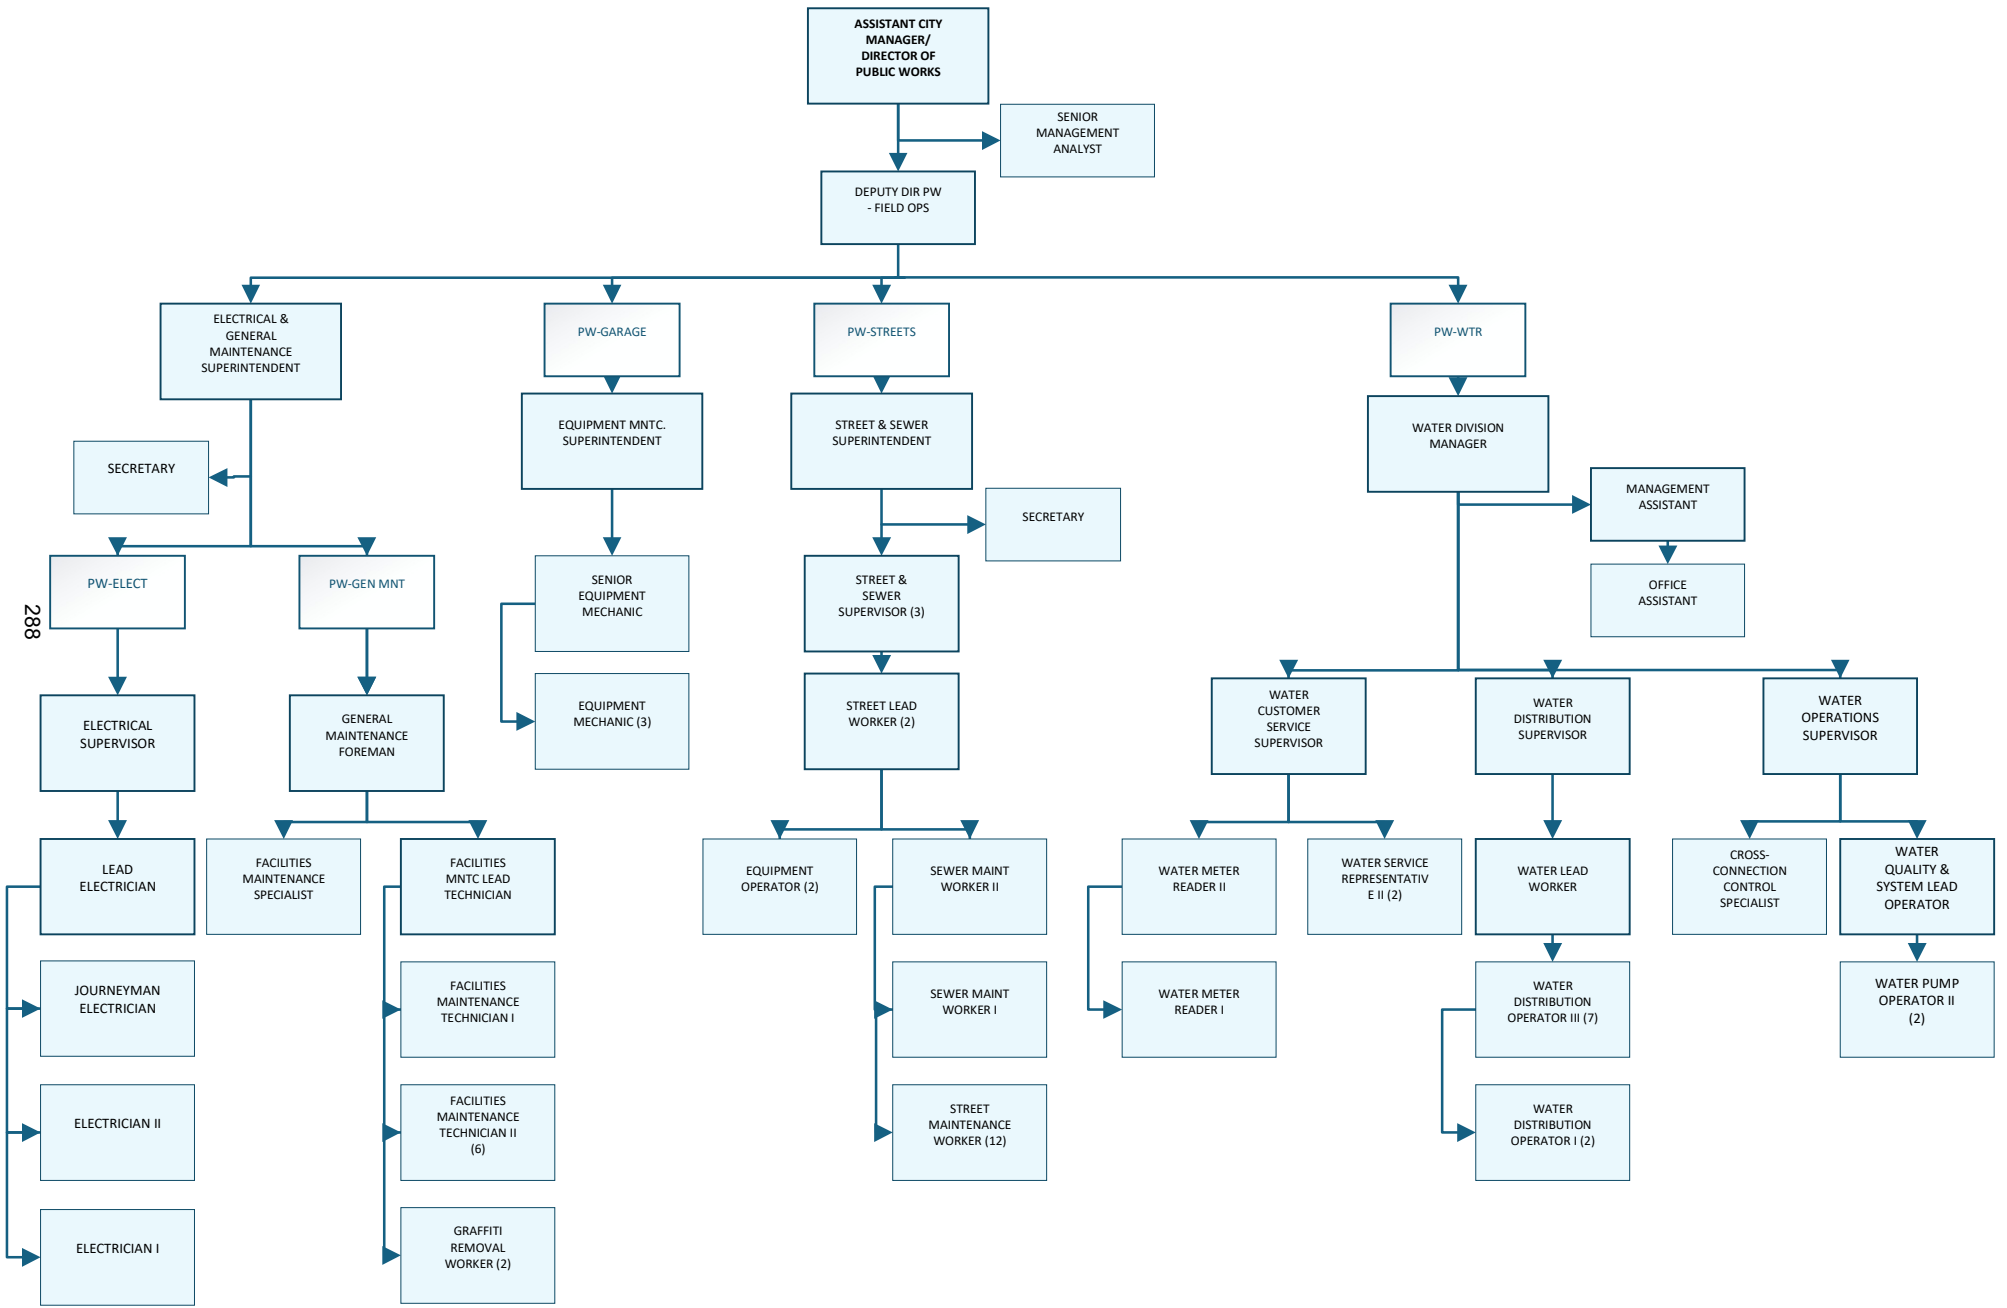 ASSISTANT CITY
MANAGER/
DIRECTOR OF
PUBLIC WORKS
SENIOR
MANAGEMENT
ANALYST
DEPUTY DIR PW
- FIELD OPS
ELECTRICAL &
GENERAL
MAINTENANCE
SUPERINTENDENT
PW-GARAGE
PW-STREETS
PW-WTR
EQUIPMENT MNTC.
SUPERINTENDENT
STREET & SEWER
SUPERINTENDENT
WATER DIVISION
MANAGER
SECRETARY
SECRETARY
MANAGEMENT
ASSISTANT
OFFICE
ASSISTANT
PW-ELECT
PW-GEN MNT
SENIOR
EQUIPMENT
MECHANIC
STREET &
SEWER
SUPERVISOR (3)
288
ELECTRICAL
SUPERVISOR
GENERAL
MAINTENANCE
FOREMAN
EQUIPMENT
MECHANIC (3)
STREET LEAD
WORKER (2)
WATER
CUSTOMER
SERVICE
SUPERVISOR
WATER
DISTRIBUTION
SUPERVISOR
WATER
OPERATIONS
SUPERVISOR
LEAD
ELECTRICIAN
FACILITIES
MAINTENANCE
SPECIALIST
FACILITIES
MNTC LEAD
TECHNICIAN
EQUIPMENT
OPERATOR (2)
SEWER MAINT
WORKER II
WATER METER
READER II
WATER SERVICE
REPRESENTATIV
E II (2)
WATER LEAD
WORKER
CROSS-
CONNECTION
CONTROL
SPECIALIST
WATER
QUALITY &
SYSTEM LEAD
OPERATOR
JOURNEYMAN
ELECTRICIAN
FACILITIES
MAINTENANCE
TECHNICIAN I
SEWER MAINT
WORKER I
WATER METER
READER I
WATER
DISTRIBUTION
OPERATOR III (7)
WATER PUMP
OPERATOR II
(2)
ELECTRICIAN II
FACILITIES
MAINTENANCE
TECHNICIAN II
(6)
STREET
MAINTENANCE
WORKER (12)
WATER
DISTRIBUTION
OPERATOR I (2)
ELECTRICIAN I
GRAFFITI
REMOVAL
WORKER (2)